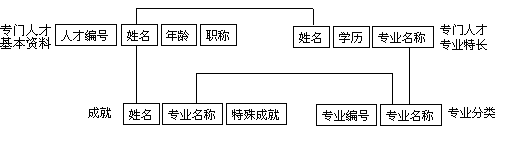 专门人才
基本资料
人才编号 姓名 年龄 职称
姓名 学历 专业名称
专门人才
专业特长
成就
姓名 专业名称 特殊成就
专业编号 专业名称
专业分类